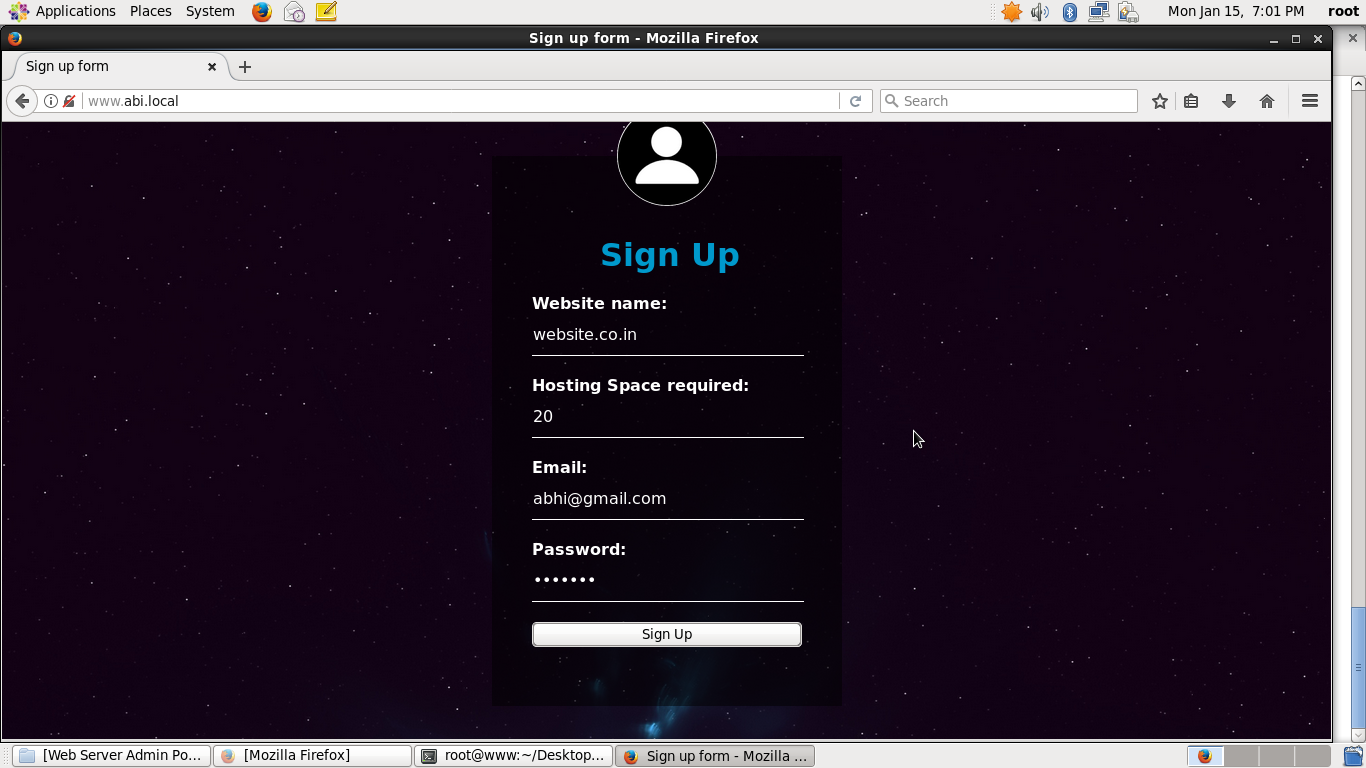 Applications Places System Mon Jan 15, 7:01 PM root
Sign up form - Mozilla Firefox
Sign up form
www.abi.local Search
Sign Up
Website name:
website.co.in
Hosting Space required:
20
Email:
abhi@gmail.com
Password:
•••••••
Sign Up
[Web Server Admin Po... [Mozilla Firefox] root@www:~/Desktop... Sign up form - Mozilla ...